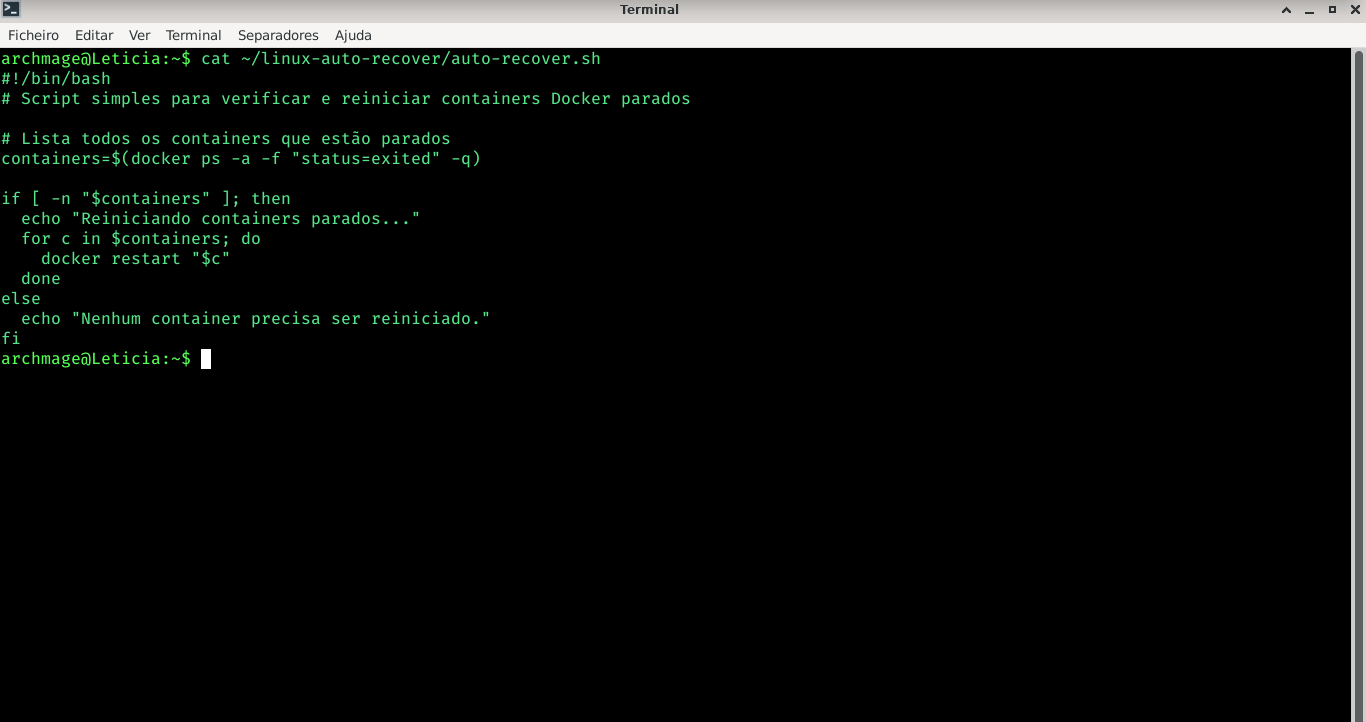 Terminal
Ficheiro Editar Ver Terminal Separadores Ajuda
archmage@Leticia:~$ cat ~/linux-auto-recover/auto-recover.sh
#!/bin/bash
# Script simples para verificar e reiniciar containers Docker parados

# Lista todos os containers que estão parados
containers=$(docker ps -a -f "status=exited" -q)

if [ -n "$containers" ]; then
  echo "Reiniciando containers parados..."
  for c in $containers; do
    docker restart "$c"
  done
else
  echo "Nenhum container precisa ser reiniciado."
fi
archmage@Leticia:~$